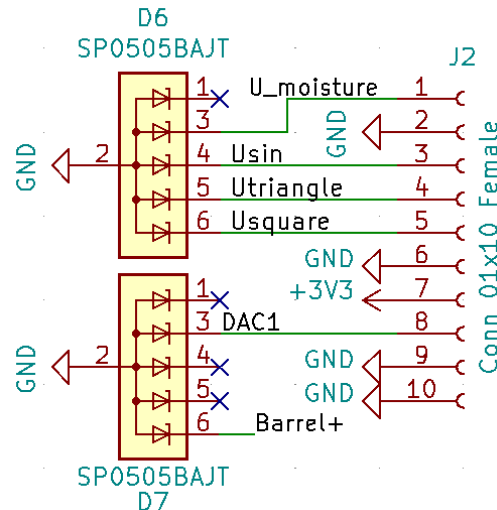 D6
SP0505BAJT
J2
1
U_moisture
1
3
GND
2
GND
2
4
Usin
3
5
Utriangle
4
6
Usquare
5
GND
6
+3V3
7
1
3
DAC1
8
GND
2
4
GND
9
5
GND
10
6
Barrel+
Conn 01x10 Female
SP0505BAJT
D7